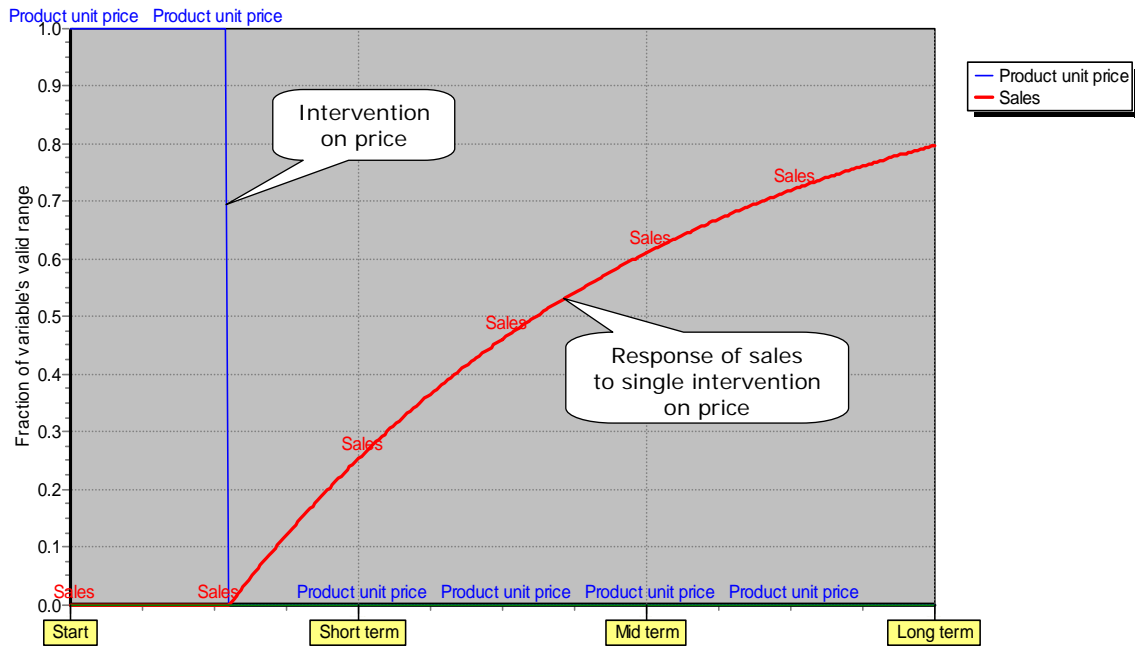 Product unit price Product unit price
1.0
0.9
0.8
0.7
0.6
0.5
0.4
0.3
0.2
0.1
0.0
Fraction of variable's valid range
Intervention
on price
Product unit price
Sales
Sales
Sales
Sales
Sales
Response of sales
to single intervention
on price
Sales
Sales
Product unit price Product unit price Product unit price Product unit price
Start
Short term
Mid term
Long term